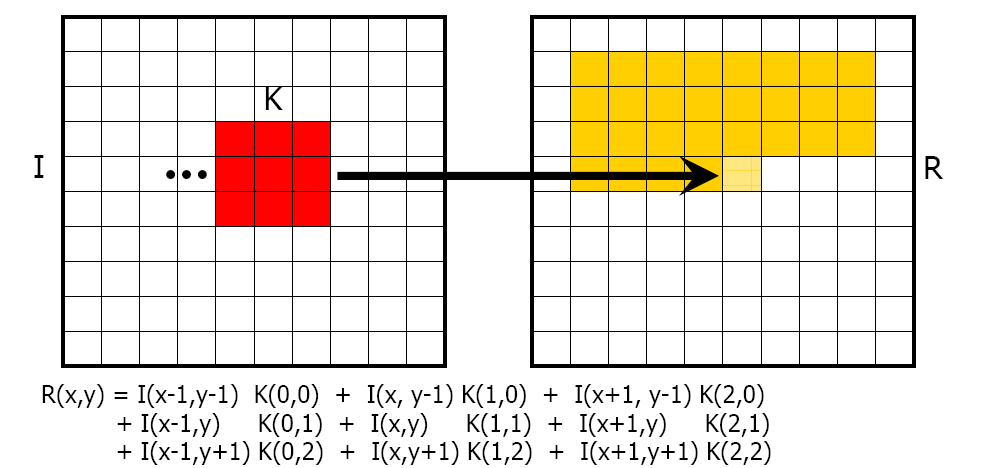 K
I
...
R
R(x,y) = I(x-1,y-1) K(0,0) + I(x, y-1) K(1,0) + I(x+1, y-1) K(2,0)
+ I(x-1,y) K(0,1) + I(x,y) K(1,1) + I(x+1,y) K(2,1)
+ I(x-1,y+1) K(0,2) + I(x,y+1) K(1,2) + I(x+1,y+1) K(2,2)